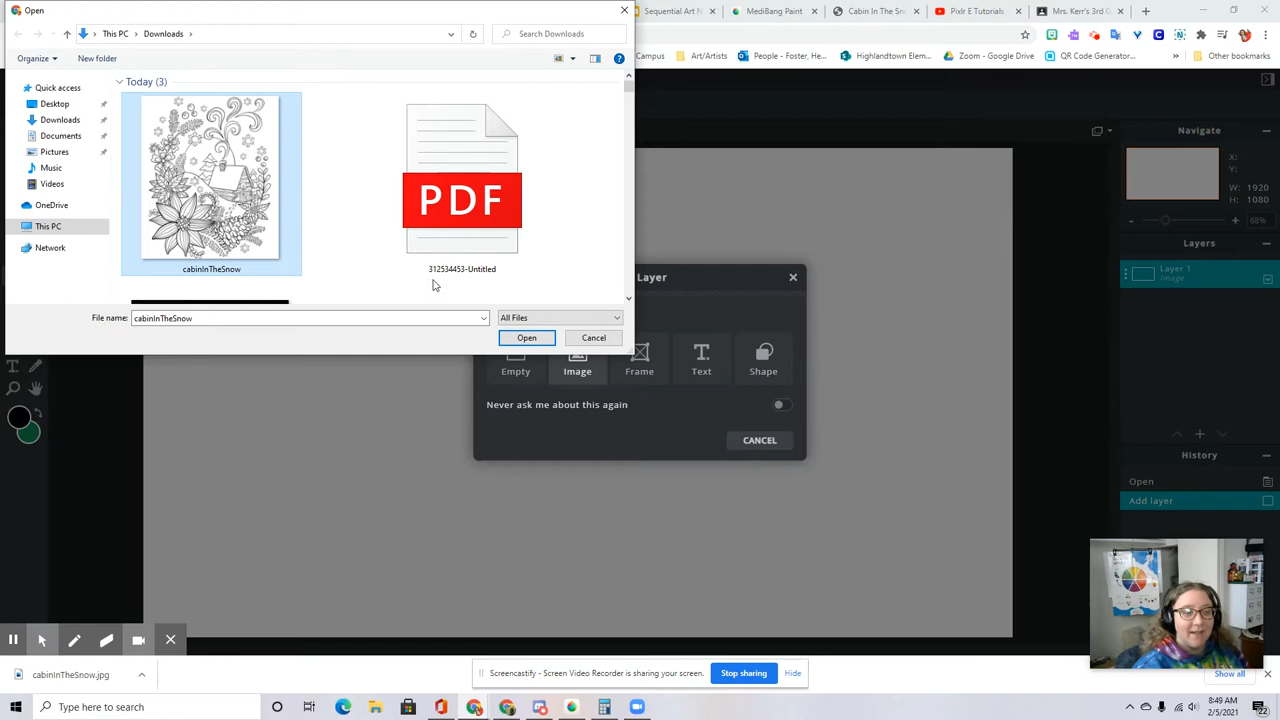 Open
Sequential Art N
MediBang Paint
Cabin In The Sn
Pixlr E Tutorials
Mrs. Kerr's 3rd G
This PC > Downloads >
Search Downloads
Campus
Art/Artists
People - Foster, He...
Highlandtown Elem...
Zoom - Google Ma...
QR Code Generator...
Other bookmarks
Organize
New folder
Today (3)
Quick access
Desktop
Downloads
Documents
Pictures
Music
Videos
OneDrive
This PC
Network
PDF
cabinInTheSnow
312534453-Untitled
File name:
cabinInTheSnow
All Files
Open
Cancel
Layer
Empty
Image
Frame
Text
Shape
Never ask me about this again
CANCEL
Navigate
X:
Y:
W: 1920
H: 1080
- + 68%
Layers
Layer 1
Image
History
Open
Add layer
cabinInTheSnow.jpg
Screencastify - Screen Video Recorder is sharing your screen.
Stop sharing
Hide
Show all
Type here to search
8:49 AM
2/5/2021
22